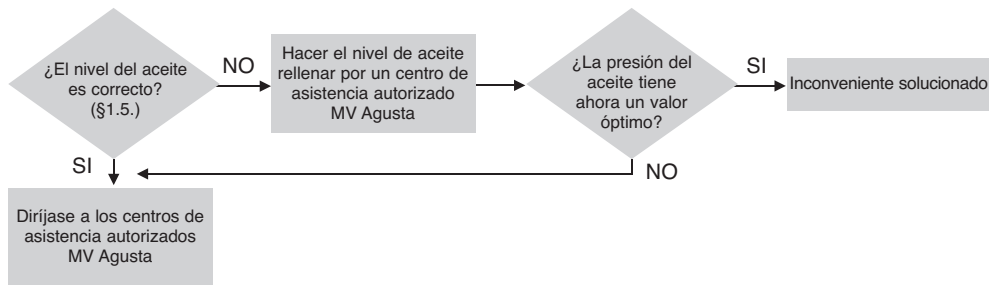 ¿El nivel del aceite
es correcto?
(§1.5.)
NO
Hacer el nivel de aceite
rellenar por un centro de
asistencia autorizado
MV Agusta
¿La presión del
aceite tiene
ahora un valor
óptimo?
SI
Inconveniente solucionado
SI
NO
Diríjase a los centros de
asistencia autorizados
MV Agusta